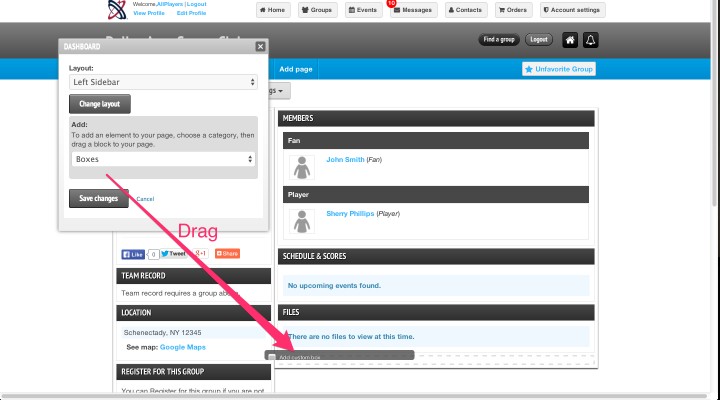 Welcome,AllPlayers | Logout
View Profile Edit Profile
Home
Groups
Events
10
Messages
Contacts
Orders
Account settings
Find a group
Logout
DASHBOARD
Add page
Unfavorite Group
Layout:
Left Sidebar
Change layout
Add:
To add an element to your page, choose a category, then
drag a block to your page.
Boxes
Save changes
Cancel
Drag
Like 0 Tweet g+1 Share
TEAM RECORD
Team record requires a group
LOCATION
Schenectady, NY 12345
See map: Google Maps
REGISTER FOR THIS GROUP
You can Register for this group if you are not
MEMBERS
Fan
John Smith (Fan)
Player
Sherry Phillips (Player)
SCHEDULE & SCORES
No upcoming events found.
FILES
There are no files to view at this time.
Add custom box